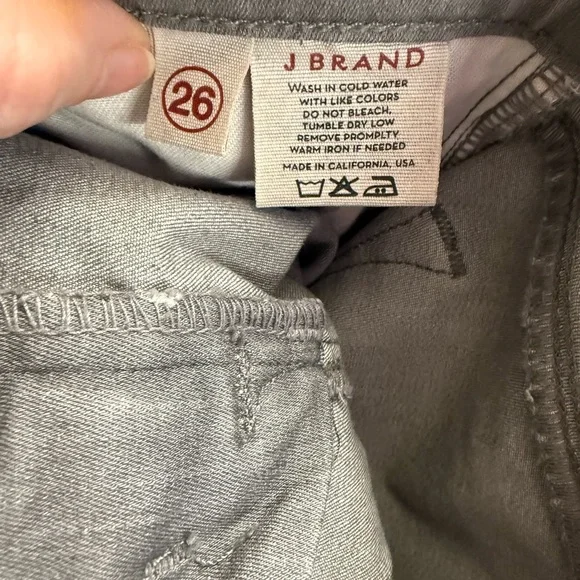 26
J BRAND
WASH IN COLD WATER
WITH LIKE COLORS
DO NOT BLEACH,
TUMBLE DRY LOW
REMOVE PROMPLTY
WARM IRON IF NEEDED
MADE IN CALIFORNIA, USA